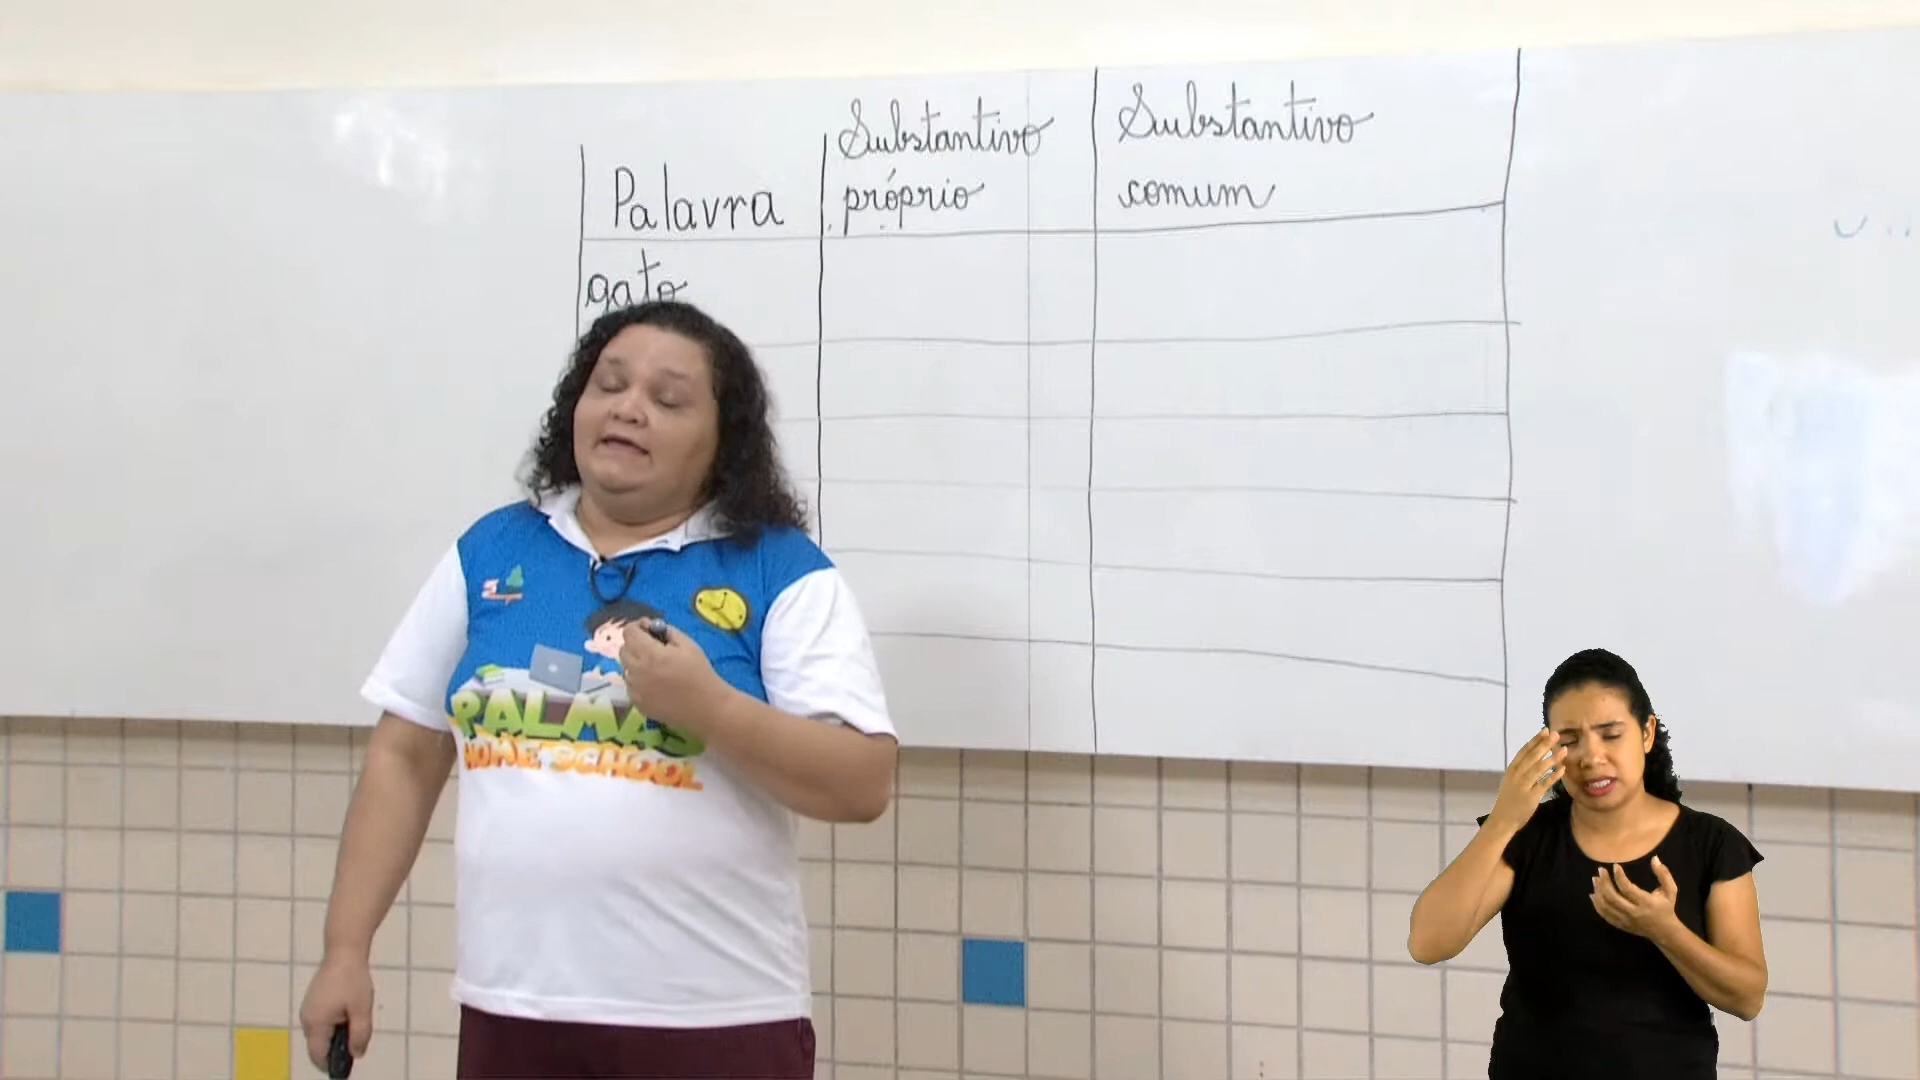 Palavra
Substantivo
próprio
Substantivo
comum
gato
PALMAS
HOME SCHOOL